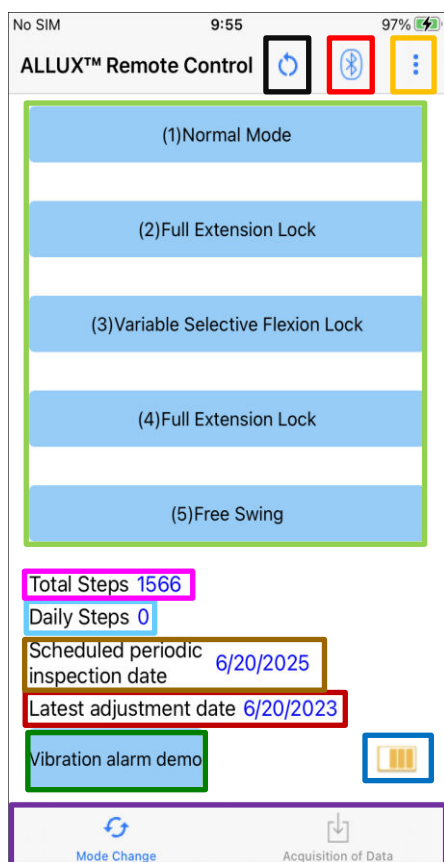 No SIM 9:55 97%
ALLUX™ Remote Control
(1)Normal Mode
(2)Full Extension Lock
(3)Variable Selective Flexion Lock
(4)Full Extension Lock
(5)Free Swing
Total Steps 1566
Daily Steps 0
Scheduled periodic
inspection date 6/20/2025
Latest adjustment date 6/20/2023
Vibration alarm demo
Mode Change Acquisition of Data